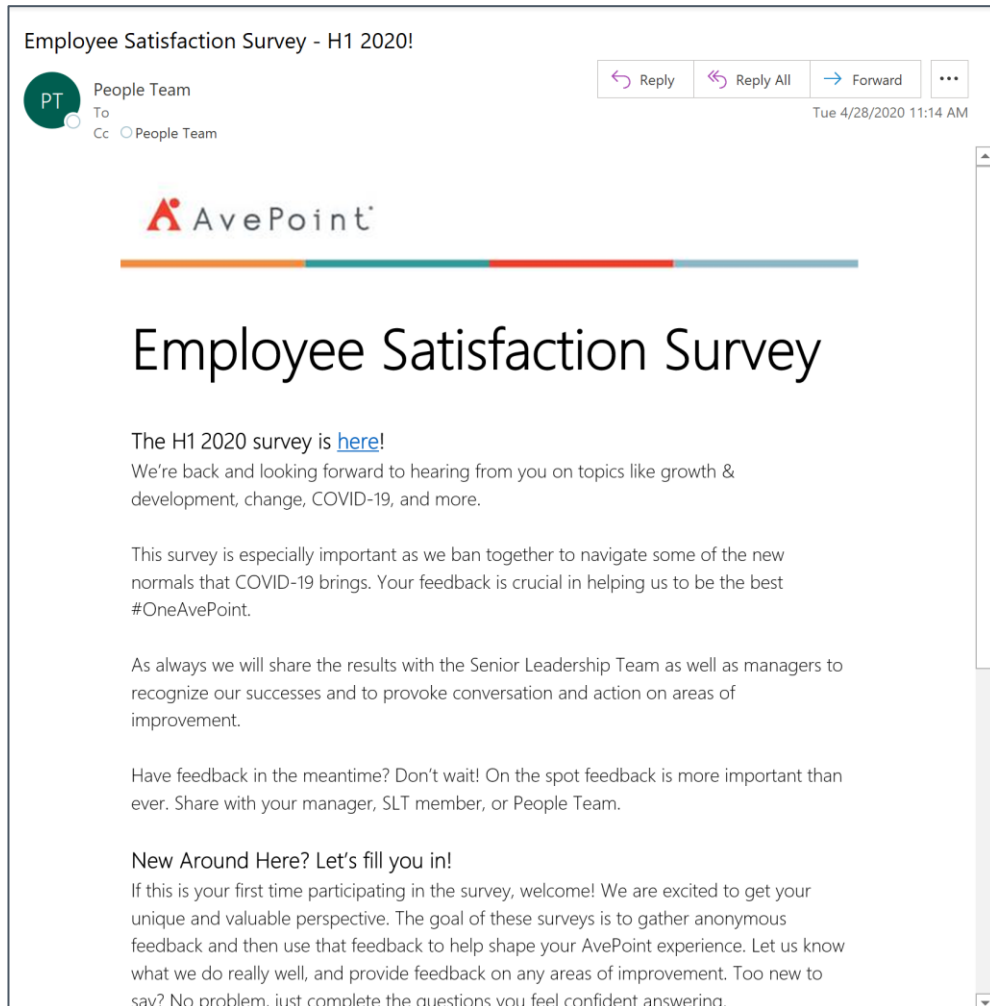 Employee Satisfaction Survey - H1 2020!
PT
People Team
To
Cc People Team
Reply
Reply All
Forward
...
Tue 4/28/2020 11:14 AM
AvePoint
Employee Satisfaction Survey
The H1 2020 survey is here!
We're back and looking forward to hearing from you on topics like growth &
development, change, COVID-19, and more.
This survey is especially important as we ban together to navigate some of the new
normals that COVID-19 brings. Your feedback is crucial in helping us to be the best
#OneAvePoint.
As always we will share the results with the Senior Leadership Team as well as managers to
recognize our successes and to provoke conversation and action on areas of
improvement.
Have feedback in the meantime? Don't wait! On the spot feedback is more important than
ever. Share with your manager, SLT member, or People Team.
New Around Here? Let's fill you in!
If this is your first time participating in the survey, welcome! We are excited to get your
unique and valuable perspective. The goal of these surveys is to gather anonymous
feedback and then use that feedback to help shape your AvePoint experience. Let us know
what we do really well, and provide feedback on any areas of improvement. Too new to
say? No problem, just complete the questions you feel confident answering.